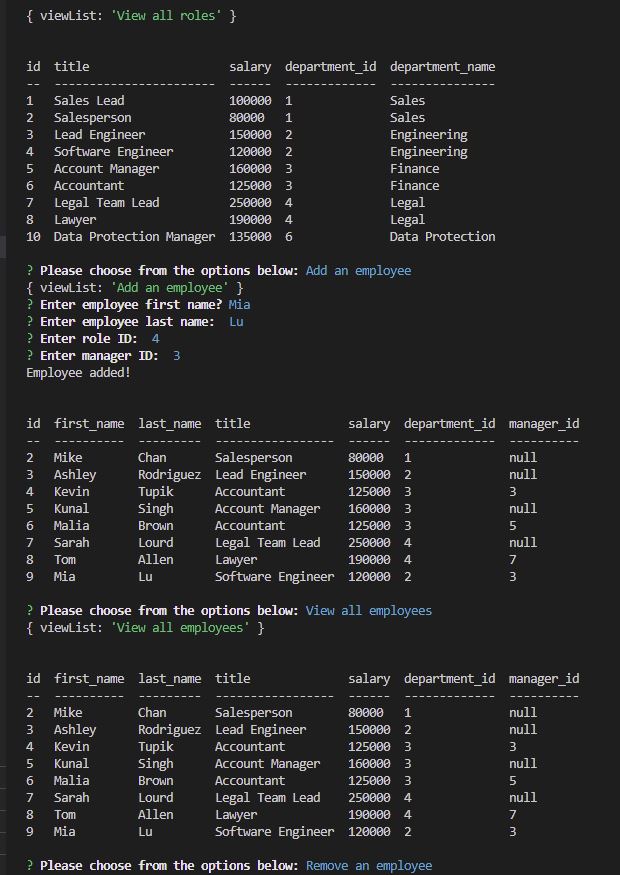 { viewList: 'View all roles' }
id  title                    salary  department_id  department_name
--  -----------------------  ------  -------------  ---------------
1   Sales Lead               100000  1              Sales
2   Salesperson              80000   1              Sales
3   Lead Engineer            150000  2              Engineering
4   Software Engineer        120000  2              Engineering
5   Account Manager          160000  3              Finance
6   Accountant               125000  3              Finance
7   Legal Team Lead          250000  4              Legal
8   Lawyer                   190000  4              Legal
10  Data Protection Manager  135000  6              Data Protection
? Please choose from the options below: Add an employee
{ viewList: 'Add an employee' }
? Enter employee first name? Mia
? Enter employee last name:  Lu
? Enter role ID:  4
? Enter manager ID:  3
Employee added!
id  first_name  last_name  title              salary  department_id  manager_id
--  ----------  ---------  -----------------  ------  -------------  ----------
2   Mike        Chan       Salesperson        80000   1              null
3   Ashley      Rodriguez  Lead Engineer      150000  2              null
4   Kevin       Tupik      Accountant         125000  3              3
5   Kunal       Singh      Account Manager    160000  3              null
6   Malia       Brown      Accountant         125000  3              5
7   Sarah       Lourd      Legal Team Lead    250000  4              null
8   Tom         Allen      Lawyer             190000  4              7
9   Mia         Lu         Software Engineer  120000  2              3
? Please choose from the options below: View all employees
{ viewList: 'View all employees' }
id  first_name  last_name  title              salary  department_id  manager_id
--  ----------  ---------  -----------------  ------  -------------  ----------
2   Mike        Chan       Salesperson        80000   1              null
3   Ashley      Rodriguez  Lead Engineer      150000  2              null
4   Kevin       Tupik      Accountant         125000  3              3
5   Kunal       Singh      Account Manager    160000  3              null
6   Malia       Brown      Accountant         125000  3              5
7   Sarah       Lourd      Legal Team Lead    250000  4              null
8   Tom         Allen      Lawyer             190000  4              7
9   Mia         Lu         Software Engineer  120000  2              3
? Please choose from the options below: Remove an employee